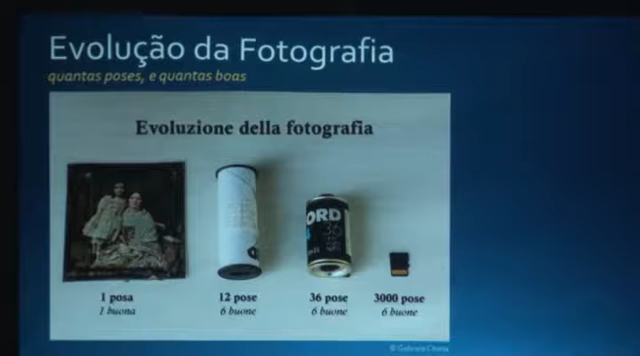 Evolução da Fotografia
quantas poses, e quantas boas
Evoluzione della fotografia
ORD
36
1 posa
12 pose
36 pose
3000 pose
1 buona
6 buone
6 buone
6 buone